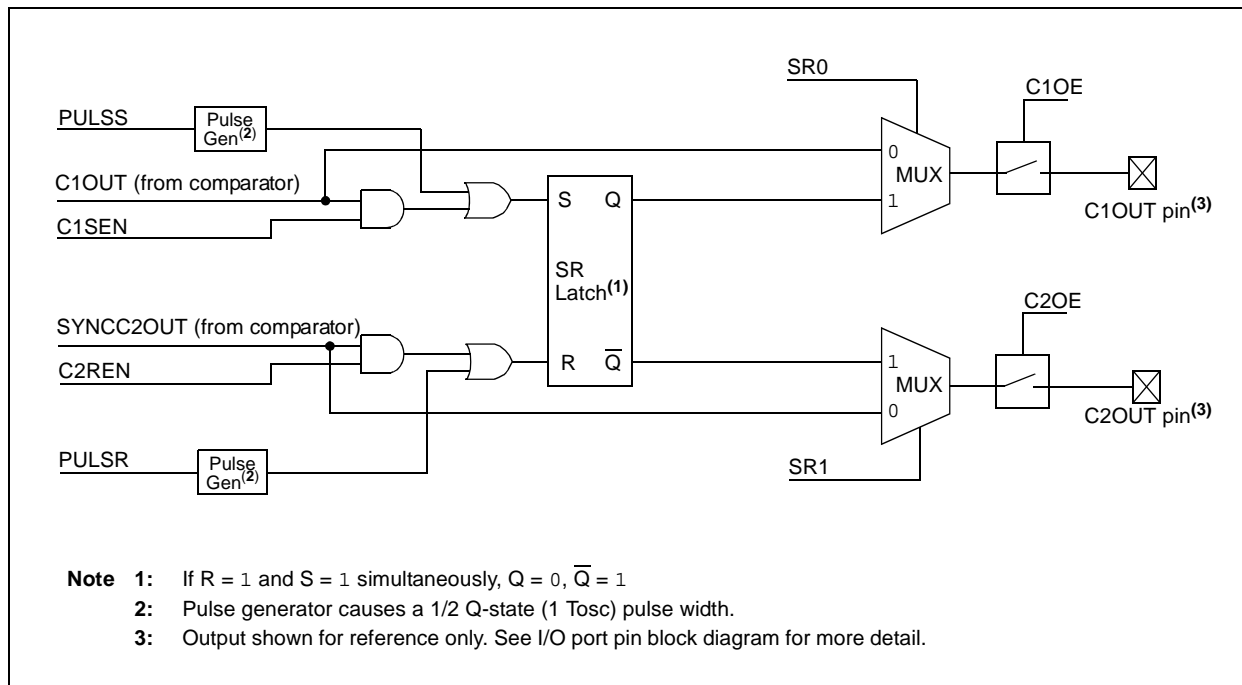 SR0
C1OE
PULSS
Pulse
Gen(2)
0
MUX
1
C1OUT (from comparator)
C1SEN
S Q
C1OUT pin(3)
SR
Latch(1)
C2OE
SYNCC2OUT (from comparator)
C2REN
R Q̅
1
MUX
0
C2OUT pin(3)
PULSR
Pulse
Gen(2)
SR1
Note 1: If R = 1 and S = 1 simultaneously, Q = 0, Q̅ = 1
2: Pulse generator causes a 1/2 Q-state (1 Tosc) pulse width.
3: Output shown for reference only. See I/O port pin block diagram for more detail.